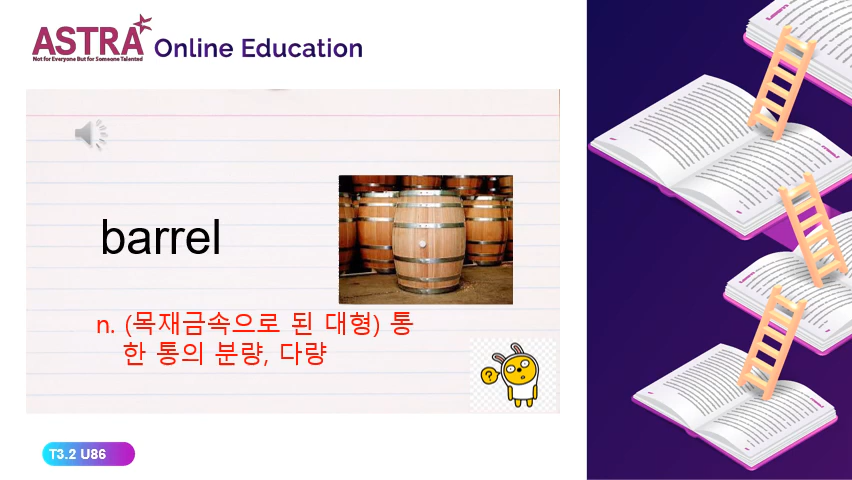 ASTRA
Not for Everyone But for Someone Talented
Online Education
barrel
n. (목재금속으로 된 대형) 통
한 통의 분량, 다량
?
T3.2 U86